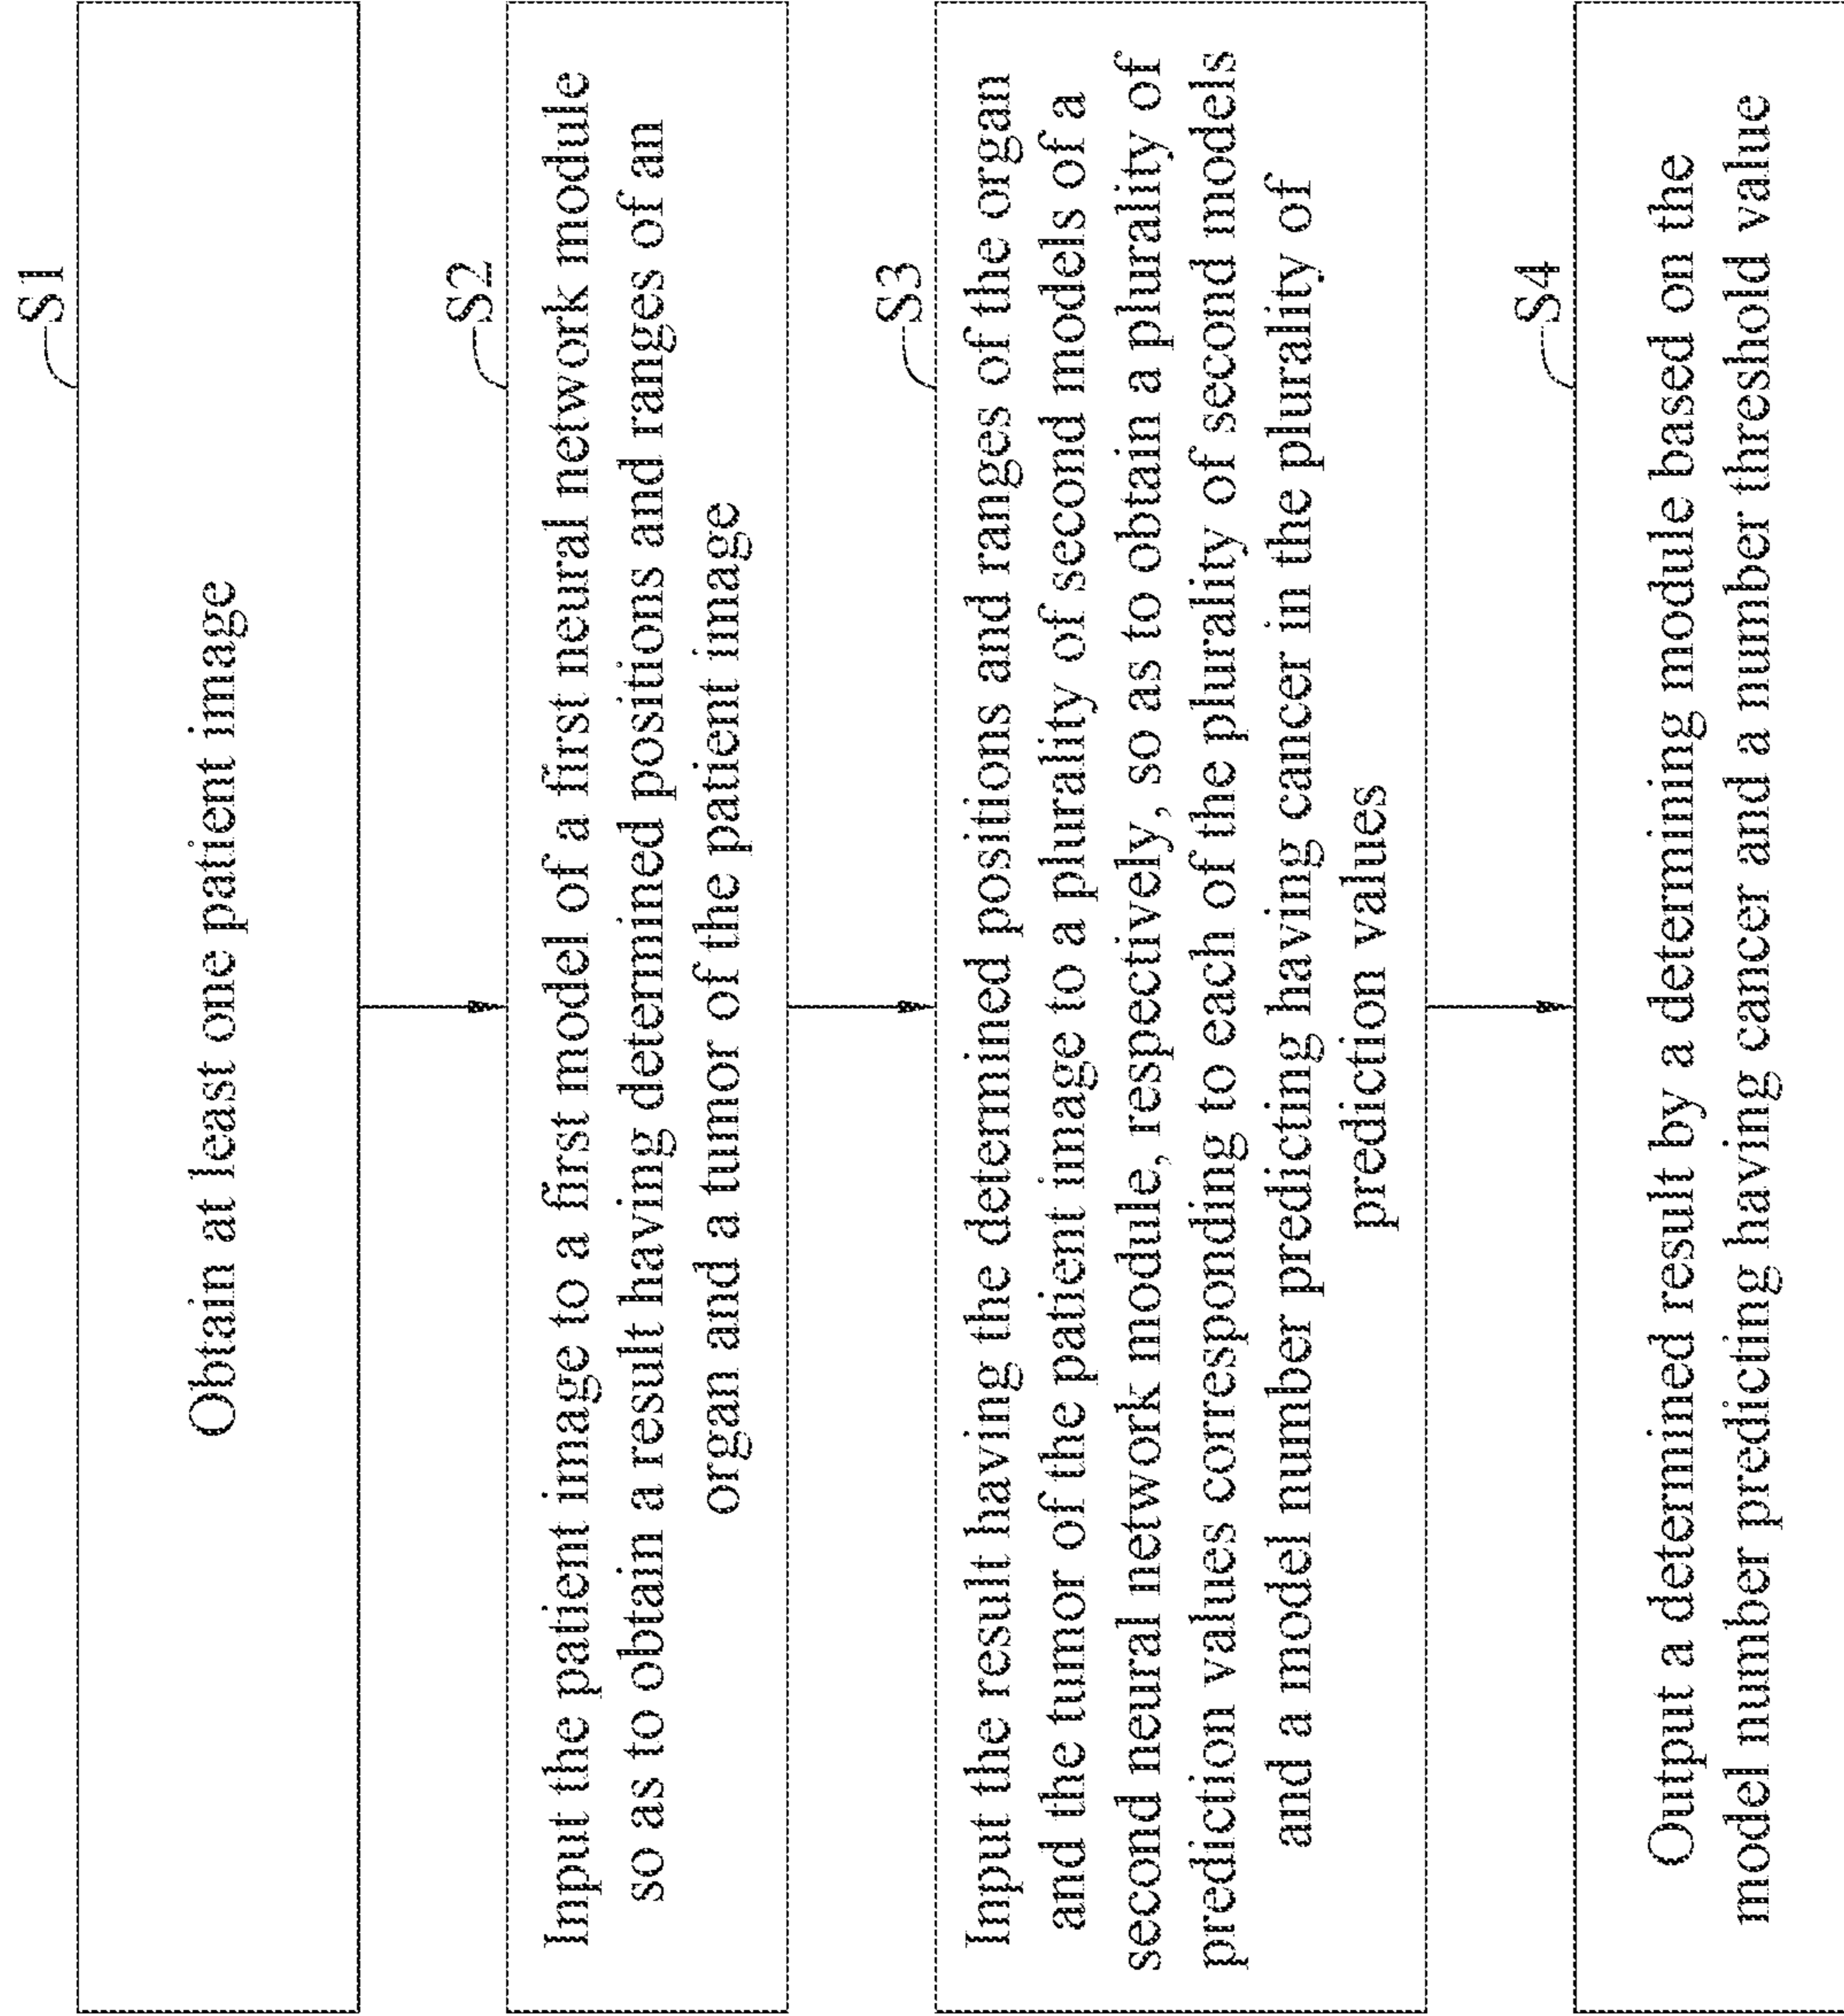 S1
Obtain at least one patient image
S2
Input the patient image to a first model of a first neural network module
so as to obtain a result having determined positions and ranges of an
organ and a tumor of the patient image
S3
Input the result having the determined positions and ranges of the organ
and the tumor of the patient image to a plurality of second models of a
second neural network module, respectively, so as to obtain a plurality of
prediction values corresponding to each of the plurality of second models
and a model number predicting having cancer in the plurality of
prediction values
S4
Output a determined result by a determining module based on the
model number predicting having cancer and a number threshold value